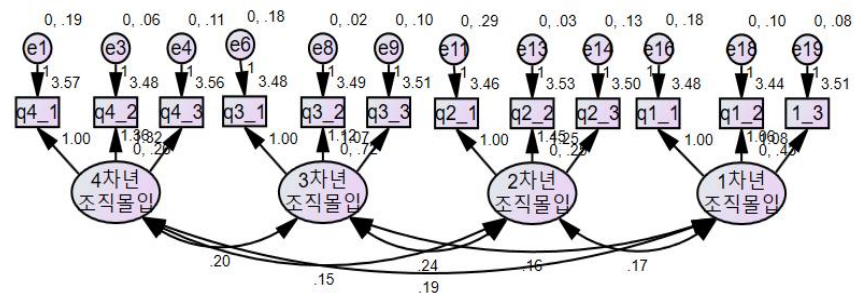 0, .19 0, .06 0, .11 0, .18 0, .02 0, .10 0, .29 0, .03 0, .13 0, .18 0, .10 0, .08
e1 e3 e4 e6 e8 e9 e11 e13 e14 e16 e18 e19
1 1 1 1 1 1 1 1 1 1 1 1
3.57 3.48 3.56 3.48 3.49 3.51 3.46 3.53 3.50 3.48 3.44 3.51
q4_1 q4_2 q4_3 q3_1 q3_2 q3_3 q2_1 q2_2 q2_3 q1_1 q1_2 1_3
1.00 1.00 1.12 1.00 1.45 1.00 1.06
4차년 3차년 2차년 1차년
조직몰입 조직몰입 조직몰입 조직몰입
.20 .24 .16 .17
.15
.19